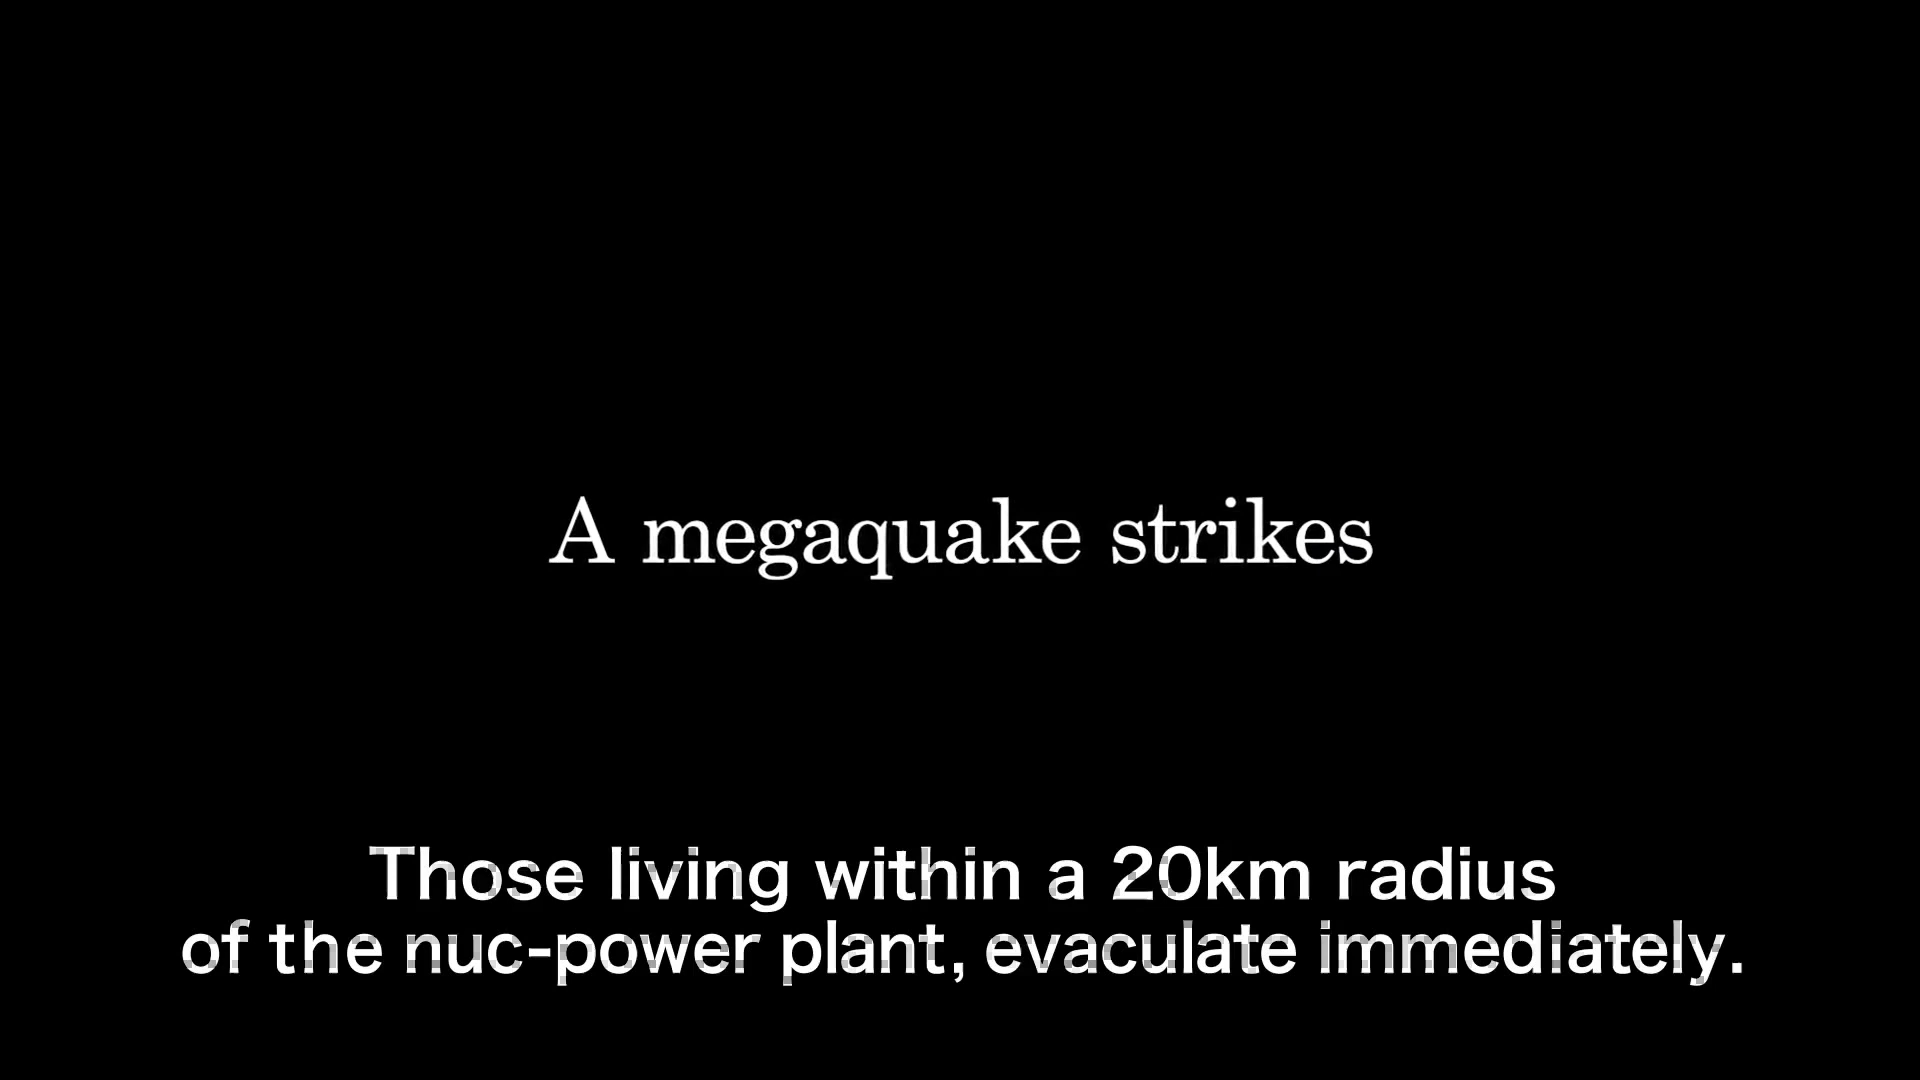 A megaquake strikes
Those living within a 20km radius
of the nuc-power plant, evaculate immediately.